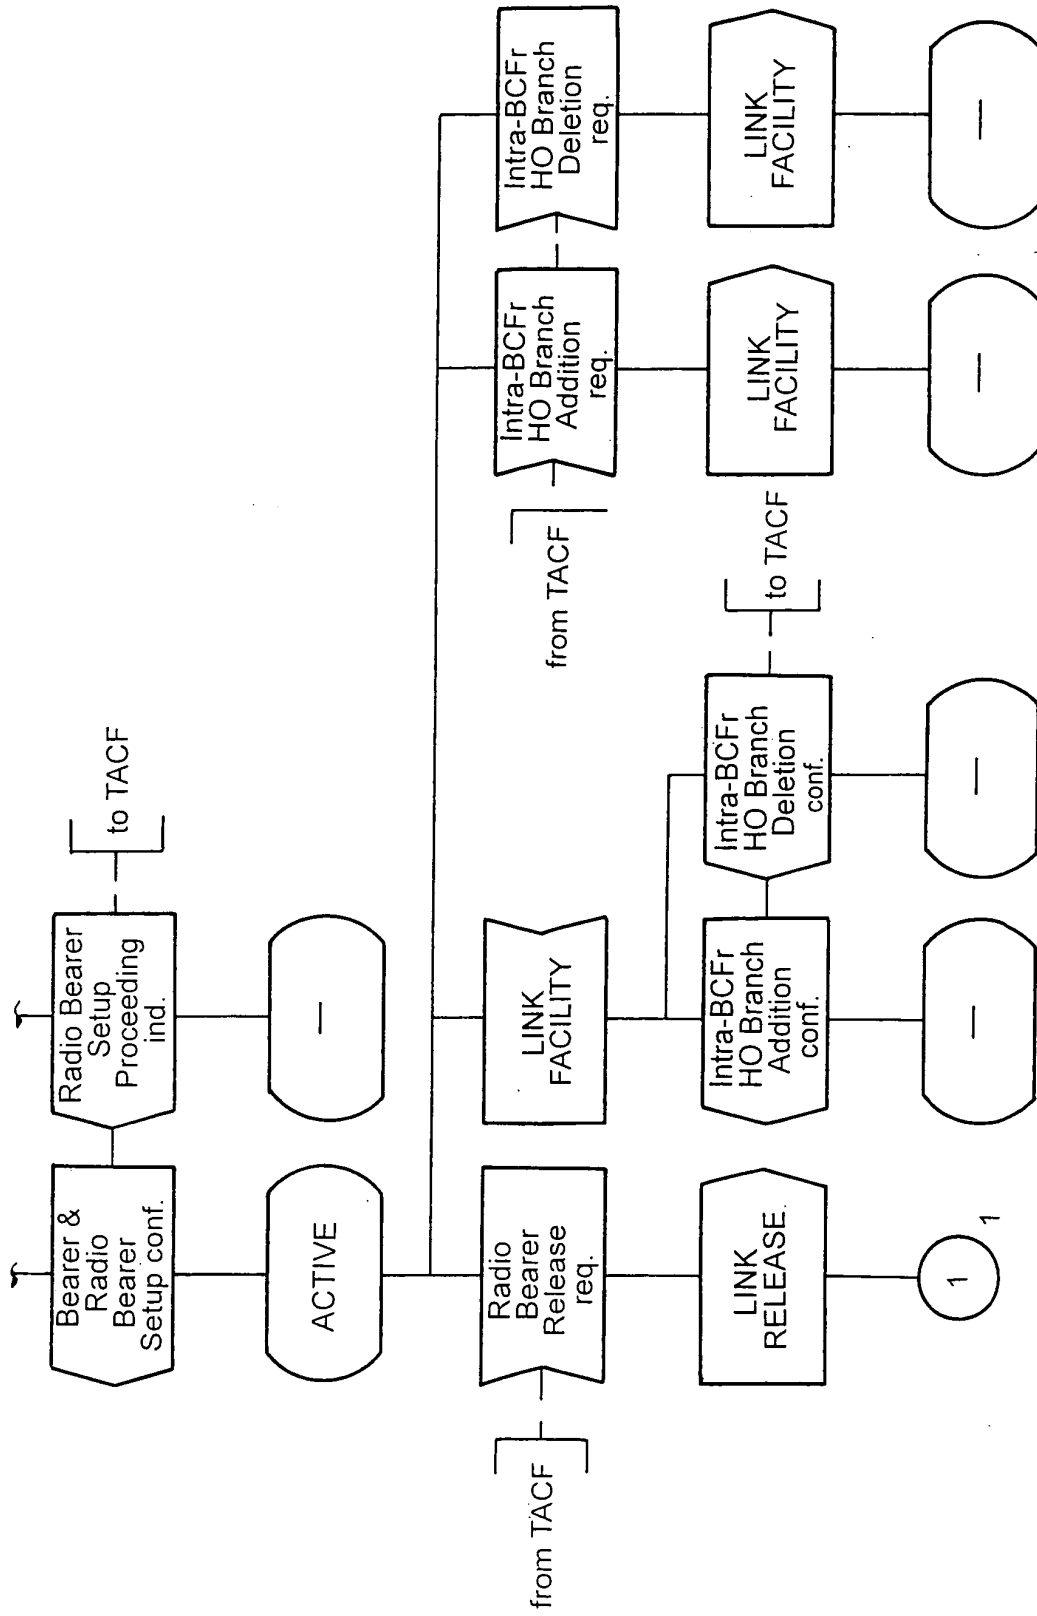 Bearer &
Radio
Bearer
Setup conf.
Radio Bearer
Setup
Proceeding
ind.
to TACF
ACTIVE
—
from TACF
Radio
Bearer
Release
req.
LINK
FACILITY
from TACF
Intra-BCFr
HO Branch
Addition
req.
Intra-BCFr
HO Branch
Deletion
req.
LINK
RELEASE
Intra-BCFr
HO Branch
Addition
conf.
Intra-BCFr
HO Branch
Deletion
conf.
to TACF
LINK
FACILITY
LINK
FACILITY
1
1
—
—
—
—